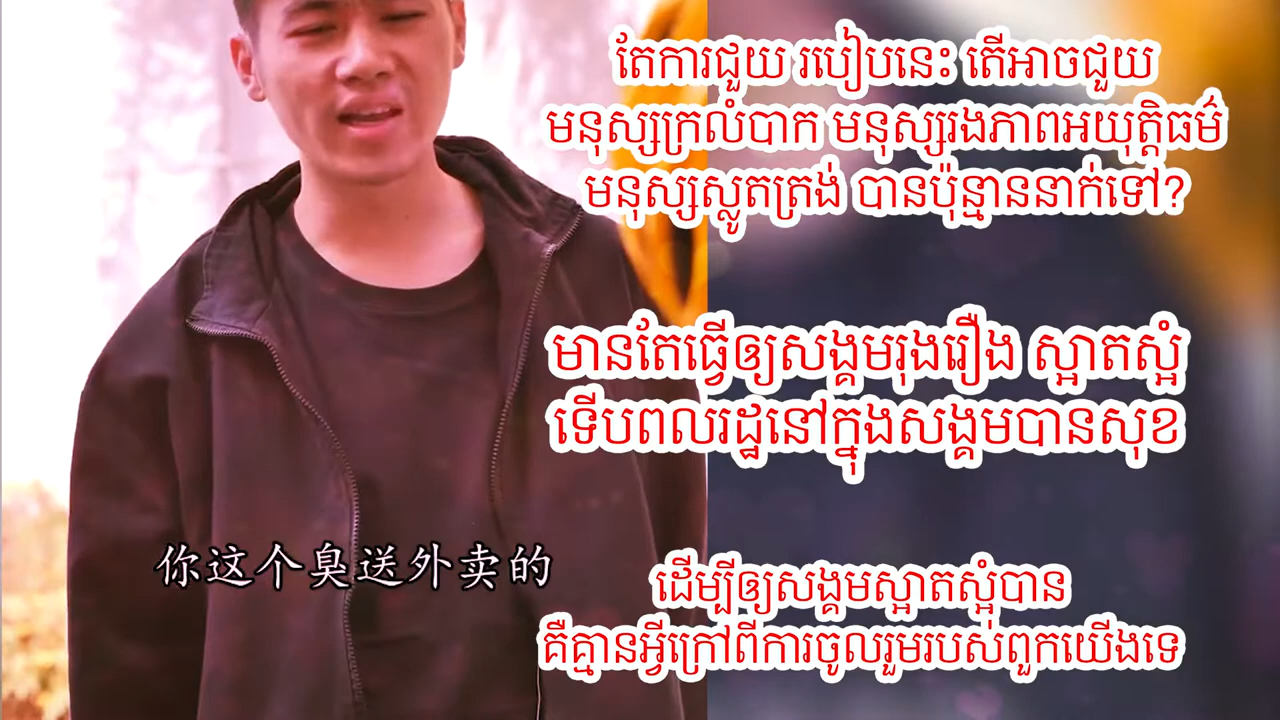 តែការជួយ របៀបនេះ តើអាចជួយ
មនុស្សក្រលំបាក មនុស្សរងភាពអយុត្តិធម៌
មនុស្សស្លូតត្រង់ បានប៉ុន្មាននាក់ទៅ?
មានតែធ្វើឲ្យសង្គមរុងរឿង ស្អាតស្អំ
ទើបពលរដ្ឋនៅក្នុងសង្គមបានសុខ
你这个臭送外卖的
ដើម្បីឲ្យសង្គមស្អាតស្អំបាន
គឺគ្មានអ្វីក្រៅពីការចូលរួមរបស់ពួកយើងទេ